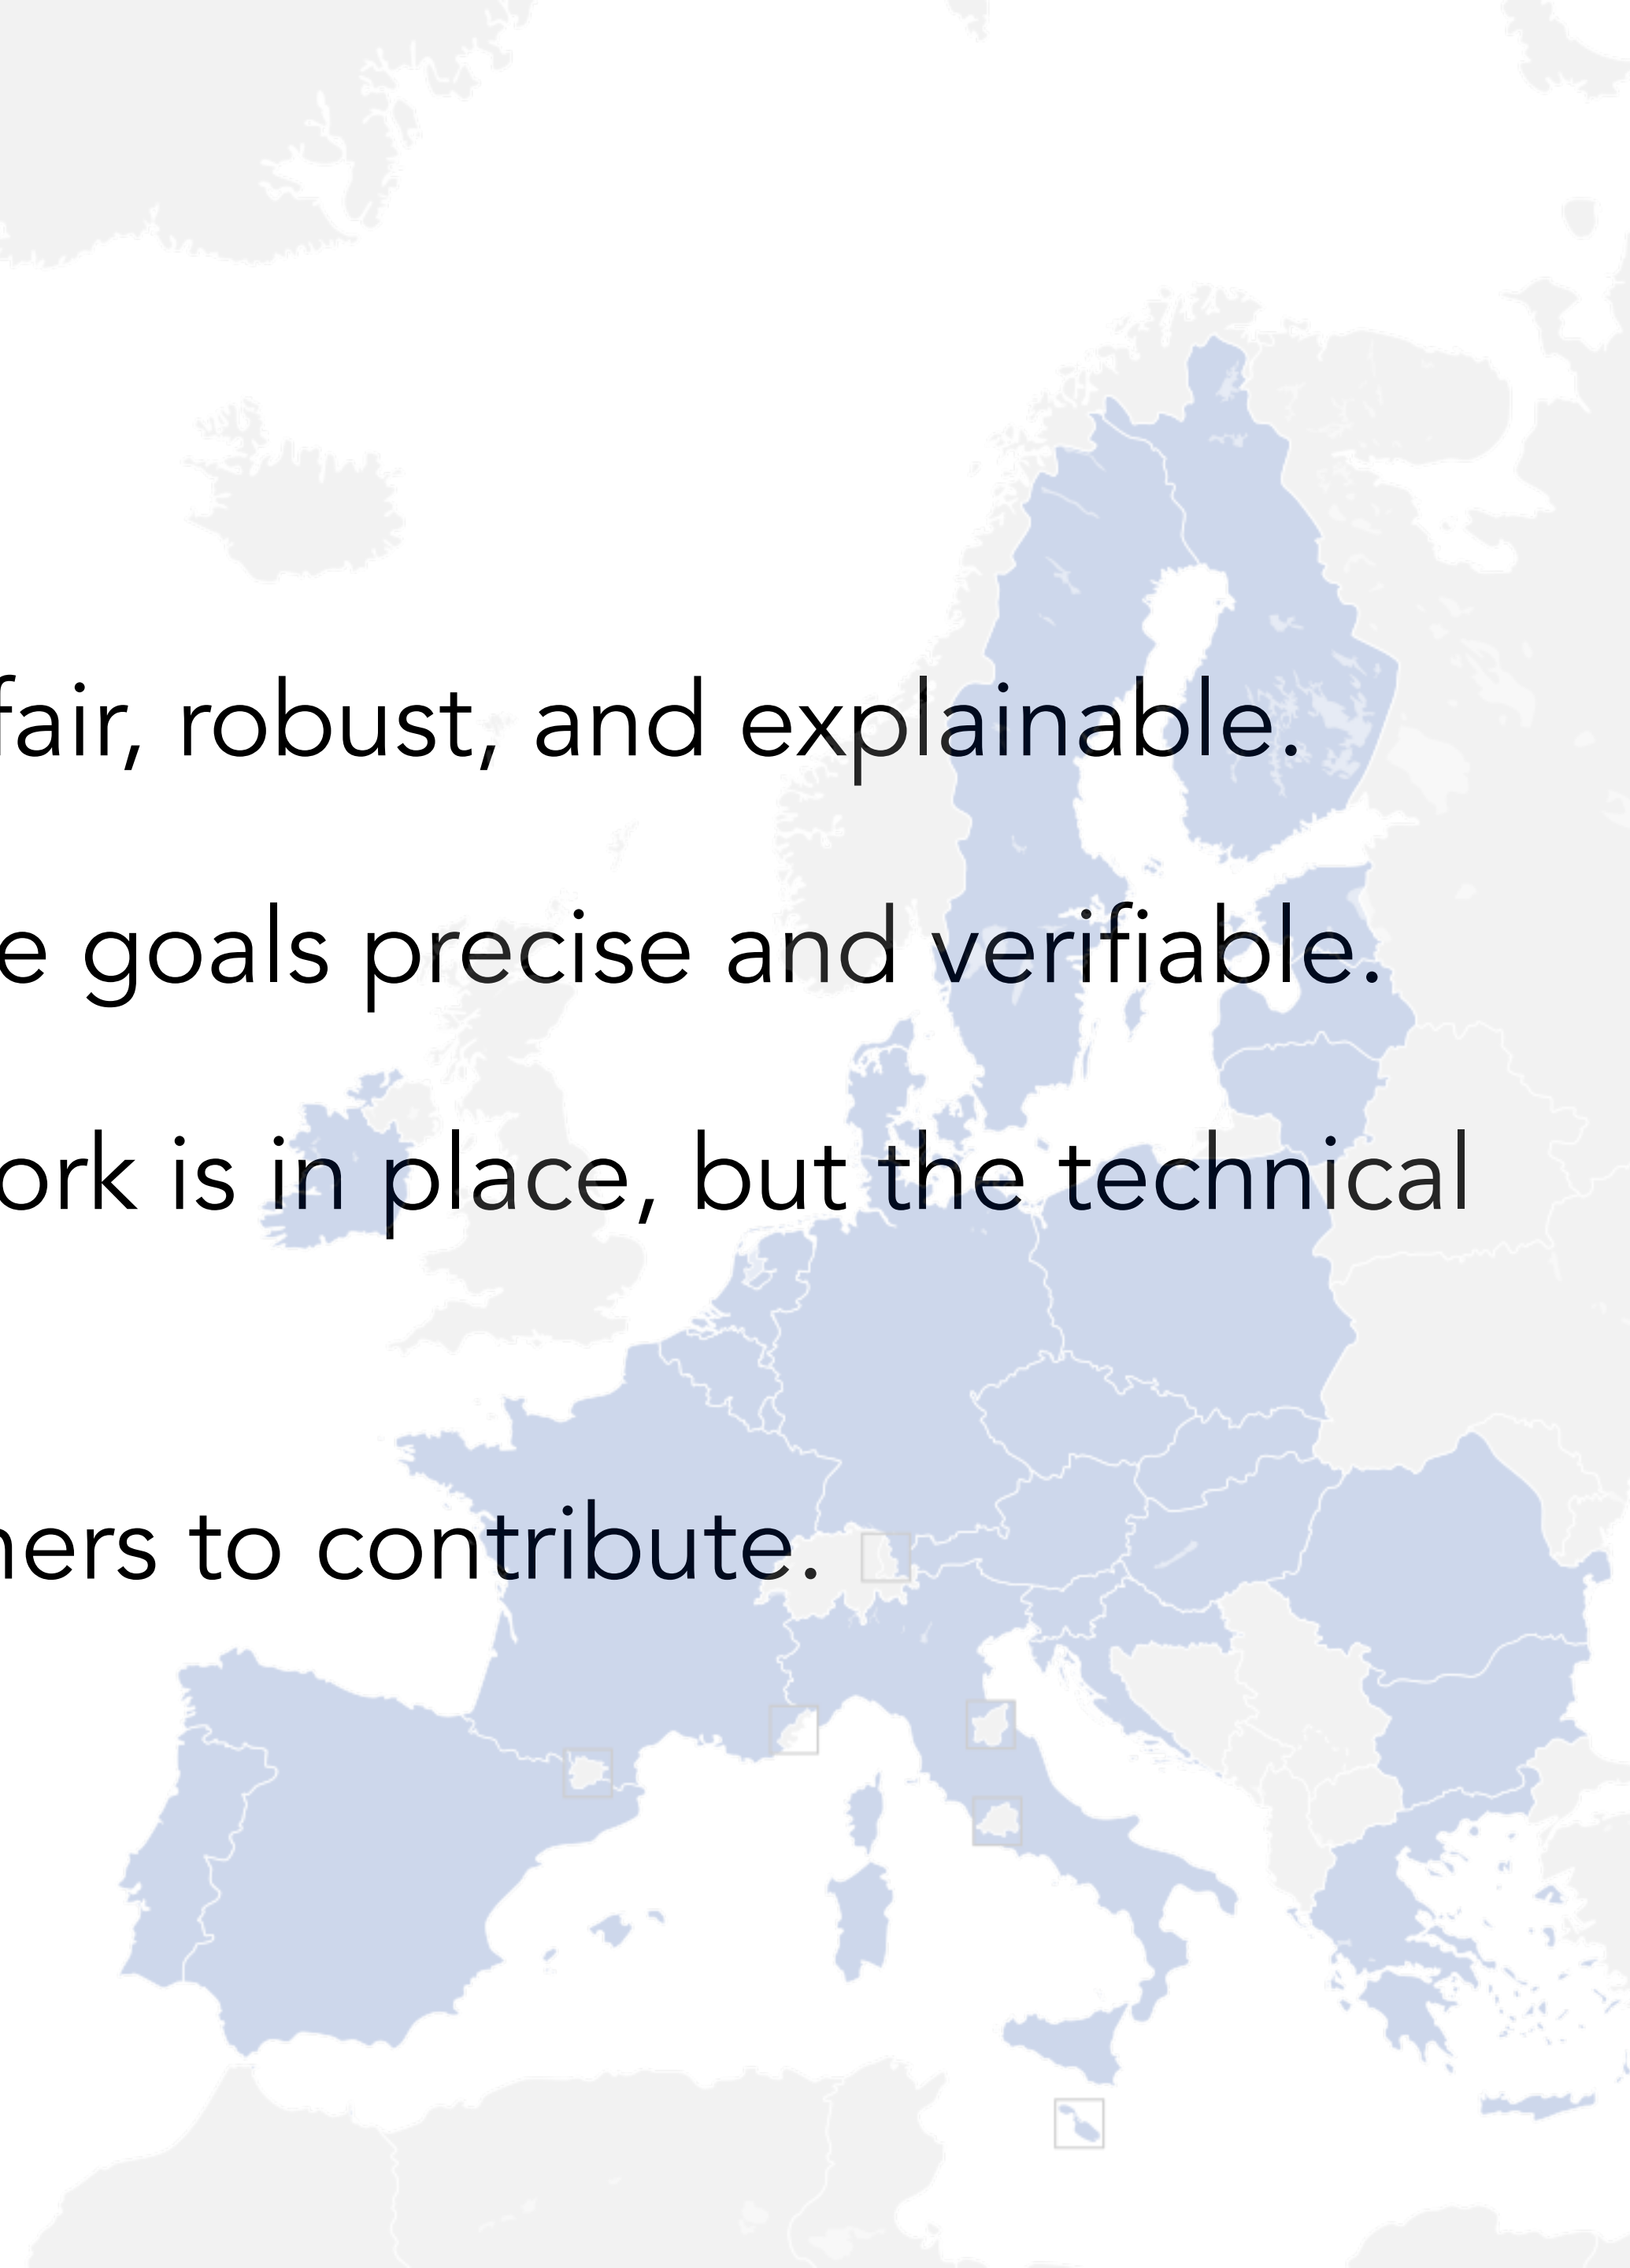 fair, robust, and explainable.
e goals precise and verifiable.
ork is in place, but the technical
ners to contribute.